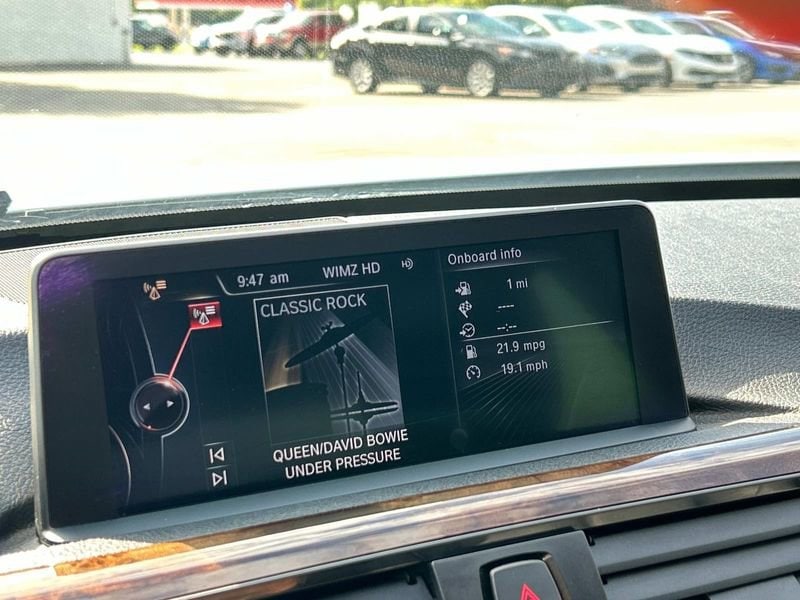 9:47 am WIMZ HD HD
CLASSIC ROCK
QUEEN/DAVID BOWIE
UNDER PRESSURE
Onboard info
1 mi
----
--:--
21.9 mpg
19.1 mph